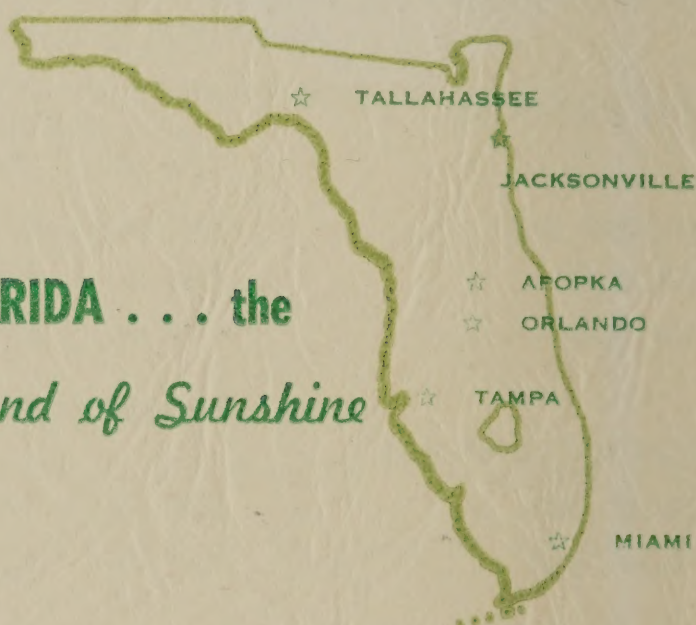 TALLAHASSEE
JACKSONVILLE
APOPKA
RIDA . . . the
ORLANDO
nd of Sunshine
TAMPA
MIAMI